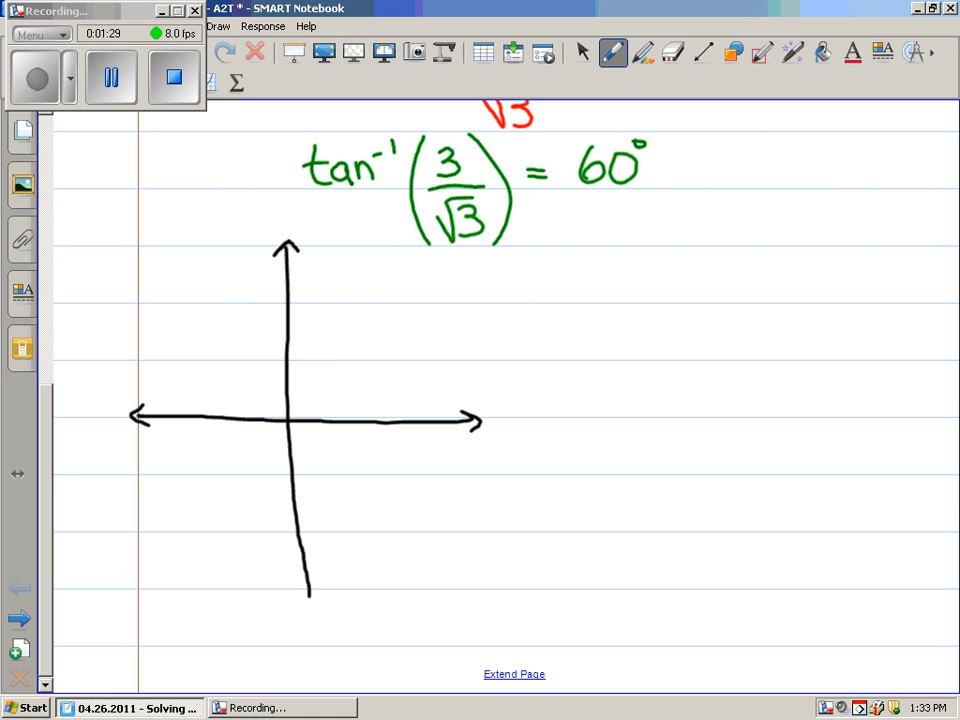 Recording...
Menu
0:01:29
8.0 fps
- A2T * - SMART Notebook
Draw Response Help
Σ
A
√3
tan⁻¹(3/√3) = 60°
Extend Page
Start
04.26.2011 - Solving ...
Recording...
1:33 PM